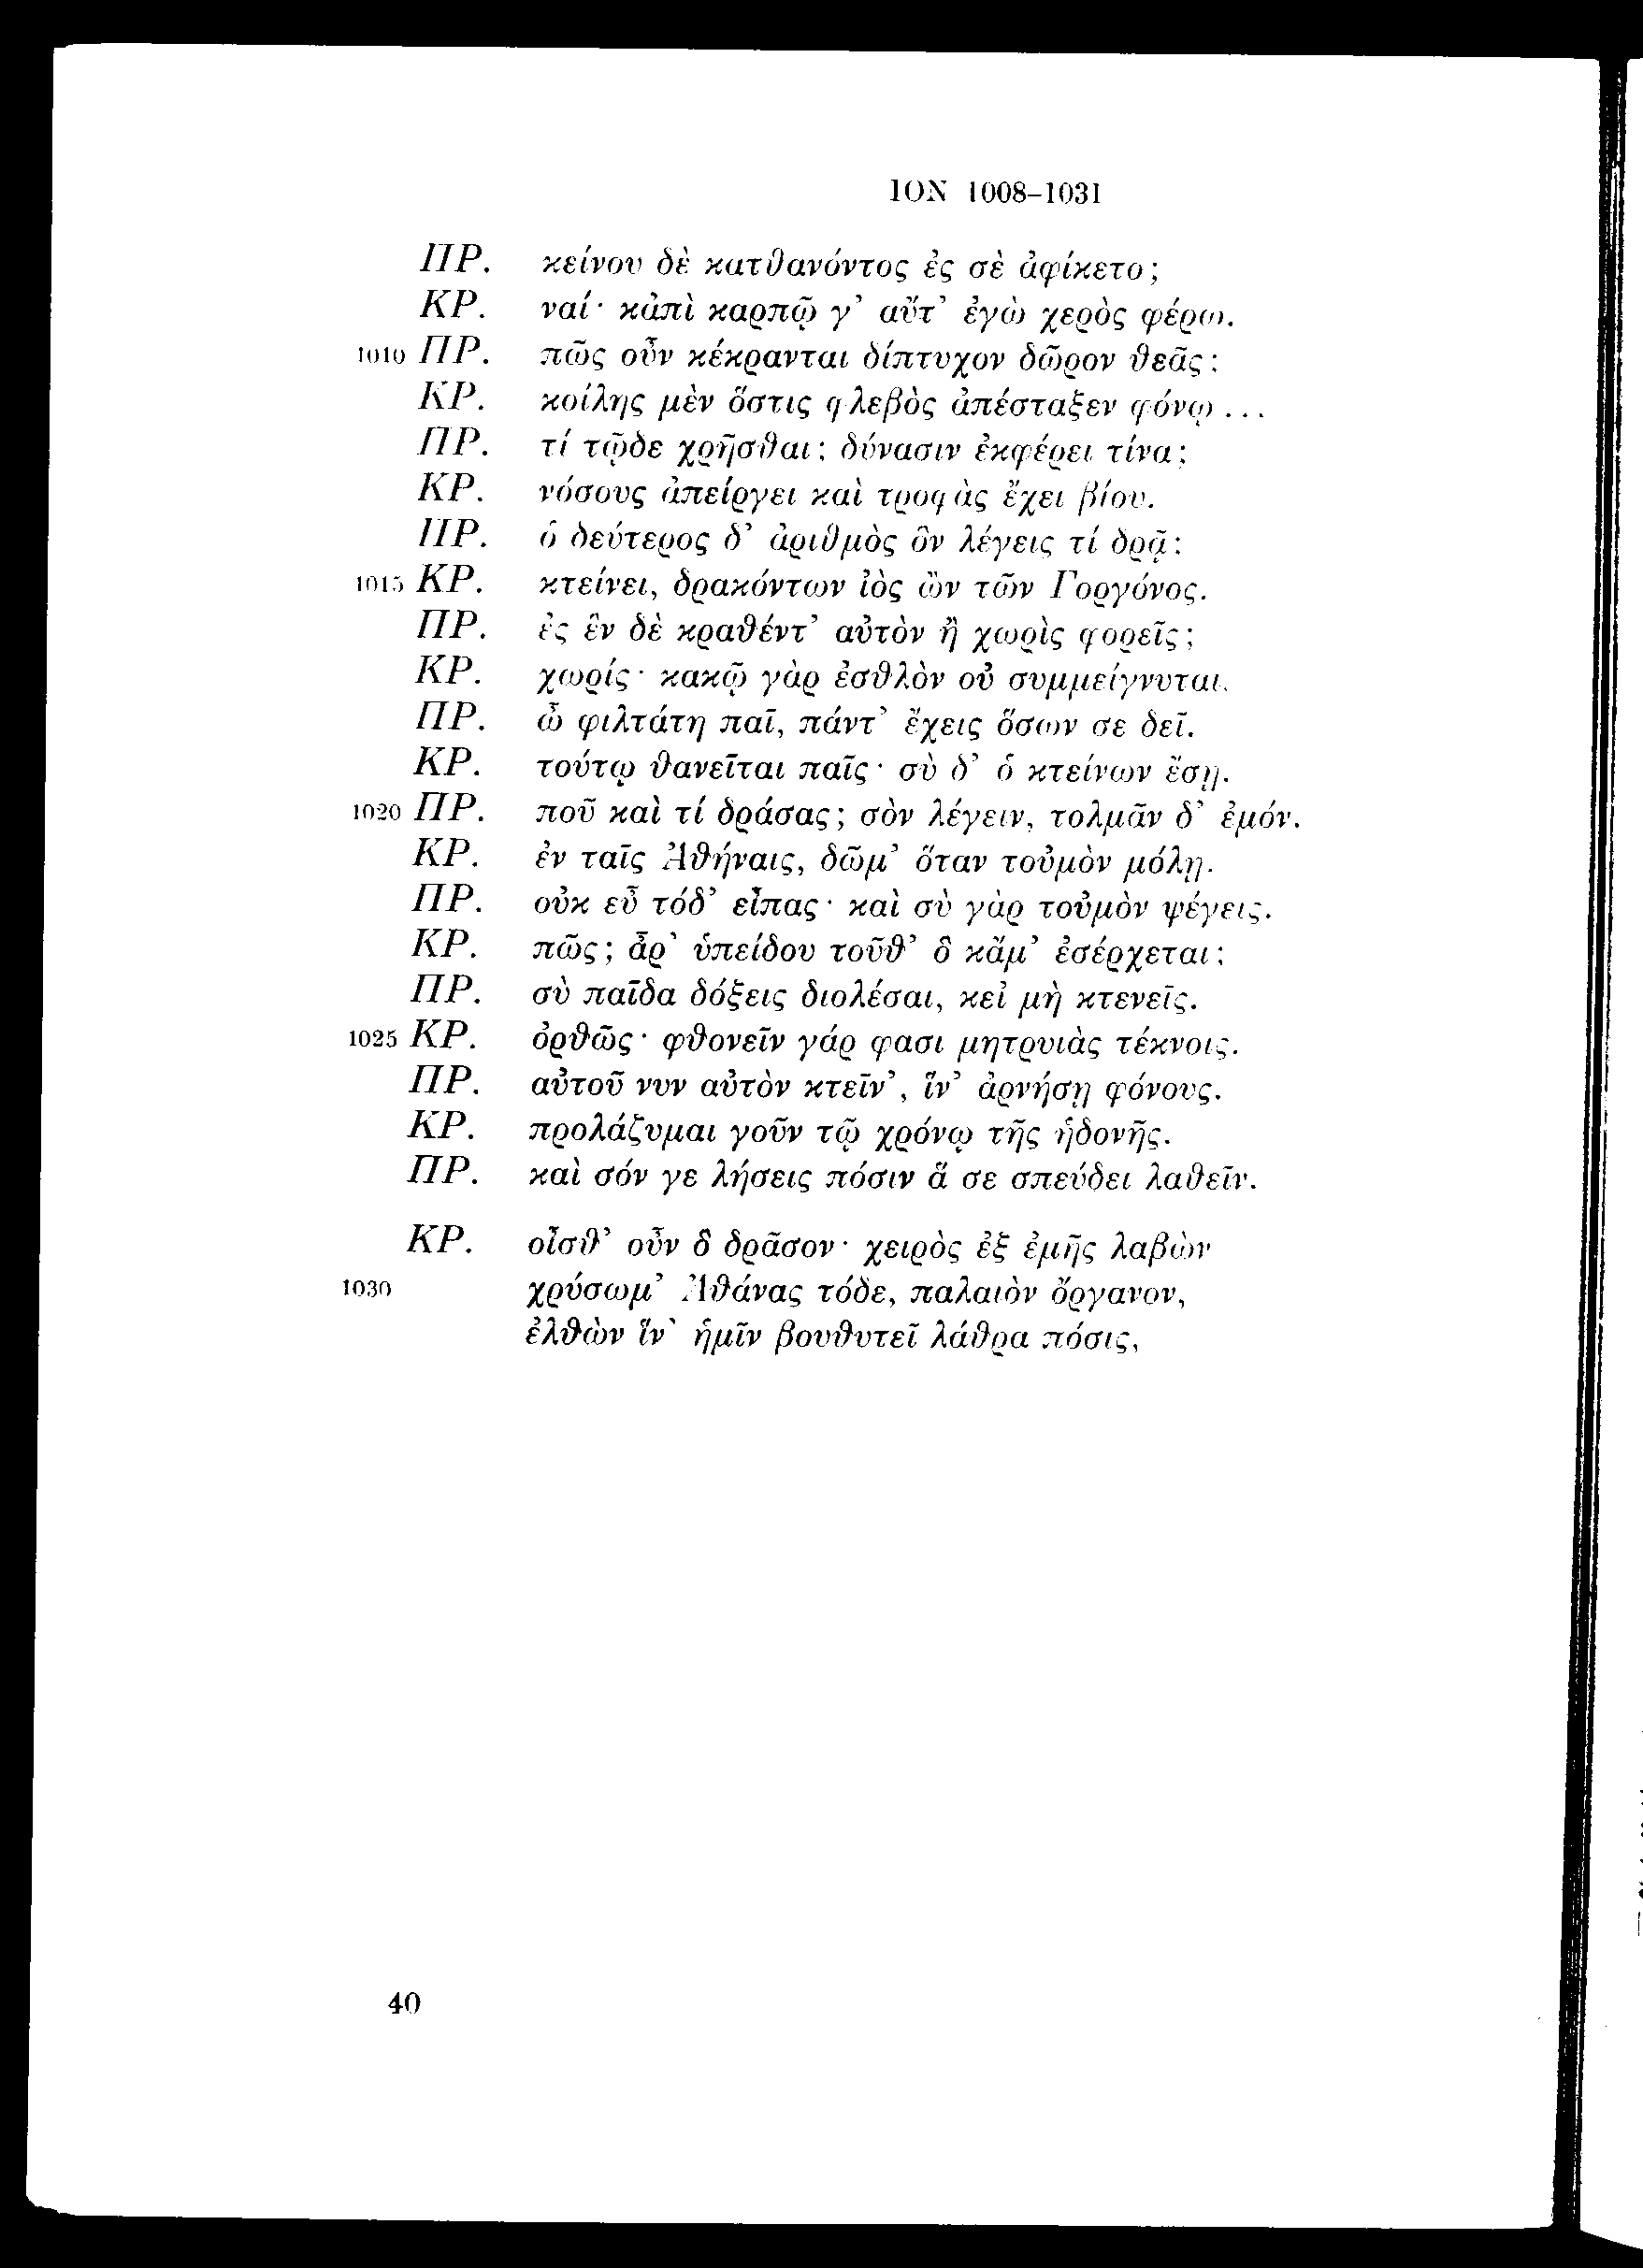 ΙΟΝ 1008–1031
ΠΡ. κείνου δὲ κατθανόντος ἐς σὲ ἀφίκετο;
ΚΡ. ναί· κἀπὶ καρπῷ γ’ αὔτ’ ἐγὼ χερὸς φέρω.
1010 ΠΡ. πῶς οὖν κέκρανται δίπτυχον δῶρον θεᾶς;
ΚΡ. κοίλης μὲν ὅστις φλεβὸς ἀπέσταξεν φόνῳ ...
ΠΡ. τί τῷδε χρῆσθαι; δύνασιν ἐκφέρει τίνα;
ΚΡ. νόσους ἀπείργει καὶ τροφὰς ἔχει βίου.
ΠΡ. ὁ δεύτερος δ’ ἀριθμὸς ὃν λέγεις τί δρᾷ;
1015 ΚΡ. κτείνει, δρακόντων ἰὸς ὢν τῶν Γοργόνος.
ΠΡ. ἐς ἓν δὲ κραθέντ’ αὐτὸν ἢ χωρὶς φορεῖς;
ΚΡ. χωρίς· κακῷ γὰρ ἐσθλὸν οὐ συμμείγνυται.
ΠΡ. ὦ φιλτάτη παῖ, πάντ’ ἔχεις ὅσων σε δεῖ.
ΚΡ. τούτῳ θανεῖται παῖς· σὺ δ’ ὁ κτείνων ἔσῃ.
1020 ΠΡ. ποῦ καὶ τί δράσας; σὸν λέγειν, τολμᾶν δ’ ἐμόν.
ΚΡ. ἐν ταῖς Ἀθήναις, δῶμ’ ὅταν τοὐμὸν μόλῃ.
ΠΡ. οὐκ εὖ τόδ’ εἶπας· καὶ σὺ γὰρ τοὐμὸν ψέγεις.
ΚΡ. πῶς; ἆρ’ ὑπείδου τοῦθ’ ὃ κἄμ’ ἐσέρχεται;
ΠΡ. σὺ παῖδα δόξεις διολέσαι, κεἰ μὴ κτενεῖς.
1025 ΚΡ. ὀρθῶς· φθονεῖν γάρ φασι μητρυιὰς τέκνοις.
ΠΡ. αὐτοῦ νυν αὐτὸν κτεῖν’, ἵν’ ἀρνήσῃ φόνους.
ΚΡ. προλάζυμαι γοῦν τῷ χρόνῳ τῆς ἡδονῆς.
ΠΡ. καὶ σόν γε λήσεις πόσιν ἅ σε σπεύδει λαθεῖν.
ΚΡ. οἶσθ’ οὖν ὃ δρᾶσον· χειρὸς ἐξ ἐμῆς λαβὼν
1030 χρύσωμ’ Ἀθάνας τόδε, παλαιὸν ὄργανον,
ἐλθὼν ἵν’ ἡμῖν βουθυτεῖ λάθρα πόσις,
40